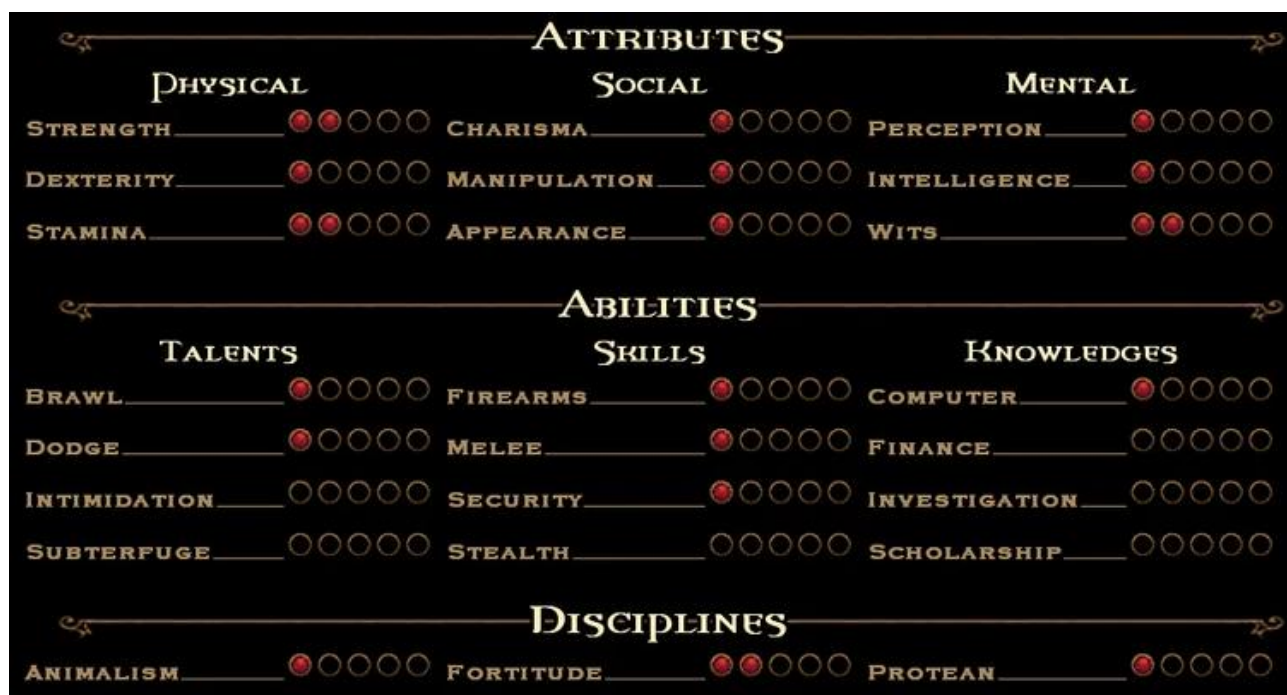 ATTRIBUTES
PHYSICAL SOCIAL MENTAL
STRENGTH CHARISMA PERCEPTION
DEXTERITY MANIPULATION INTELLIGENCE
STAMINA APPEARANCE WITS
ABILITIES
TALENTS SKILLS KNOWLEDGES
BRAWL FIREARMS COMPUTER
DODGE MELEE FINANCE
INTIMIDATION SECURITY INVESTIGATION
SUBTERFUGE STEALTH SCHOLARSHIP
DISCIPLINES
ANIMALISM FORTITUDE PROTEAN